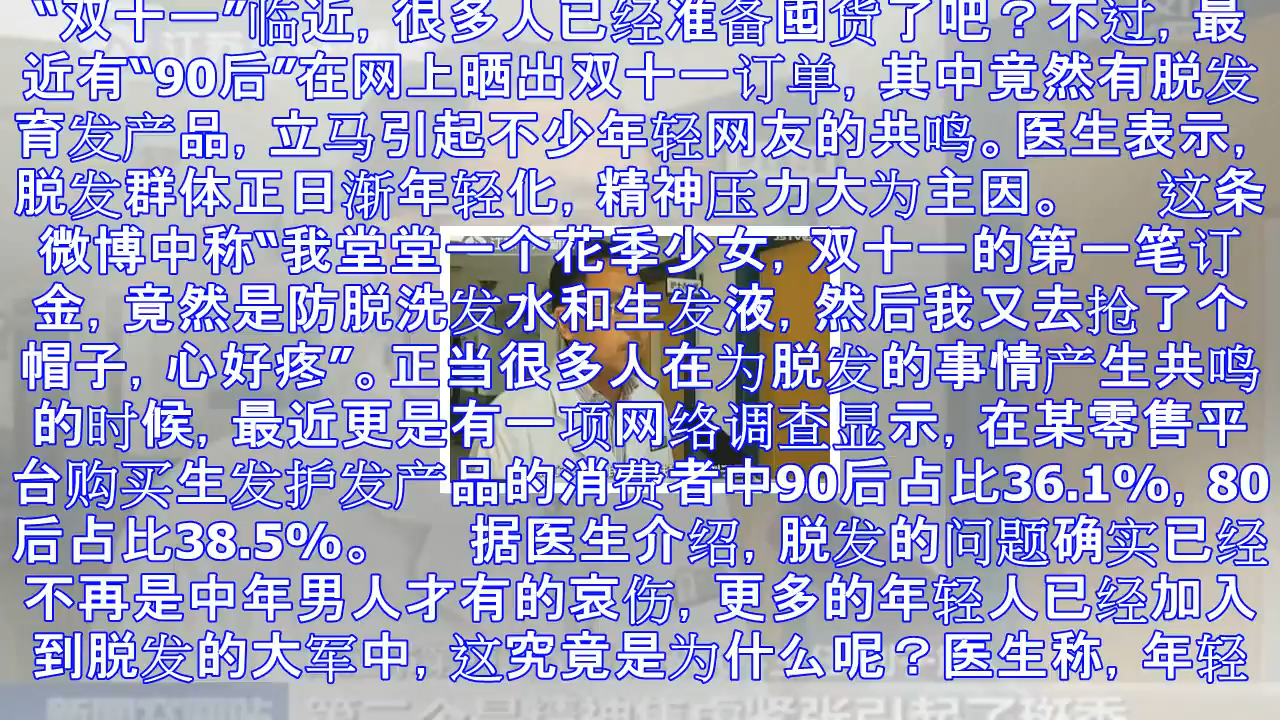 “双十一”临近, 很多人已经准备囤货了吧？不过, 最
近有“90后”在网上晒出双十一订单, 其中竟然有脱发
育发产品, 立马引起不少年轻网友的共鸣。医生表示,
脱发群体正日渐年轻化, 精神压力大为主因。　　这条
微博中称“我堂堂一个花季少女, 双十一的第一笔订
金, 竟然是防脱洗发水和生发液, 然后我又去抢了个
帽子, 心好疼”。正当很多人在为脱发的事情产生共鸣
的时候, 最近更是有一项网络调查显示, 在某零售平
台购买生发护发产品的消费者中90后占比36.1%, 80
后占比38.5%。　　据医生介绍, 脱发的问题确实已经
不再是中年男人才有的哀伤, 更多的年轻人已经加入
到脱发的大军中, 这究竟是为什么呢？医生称, 年轻